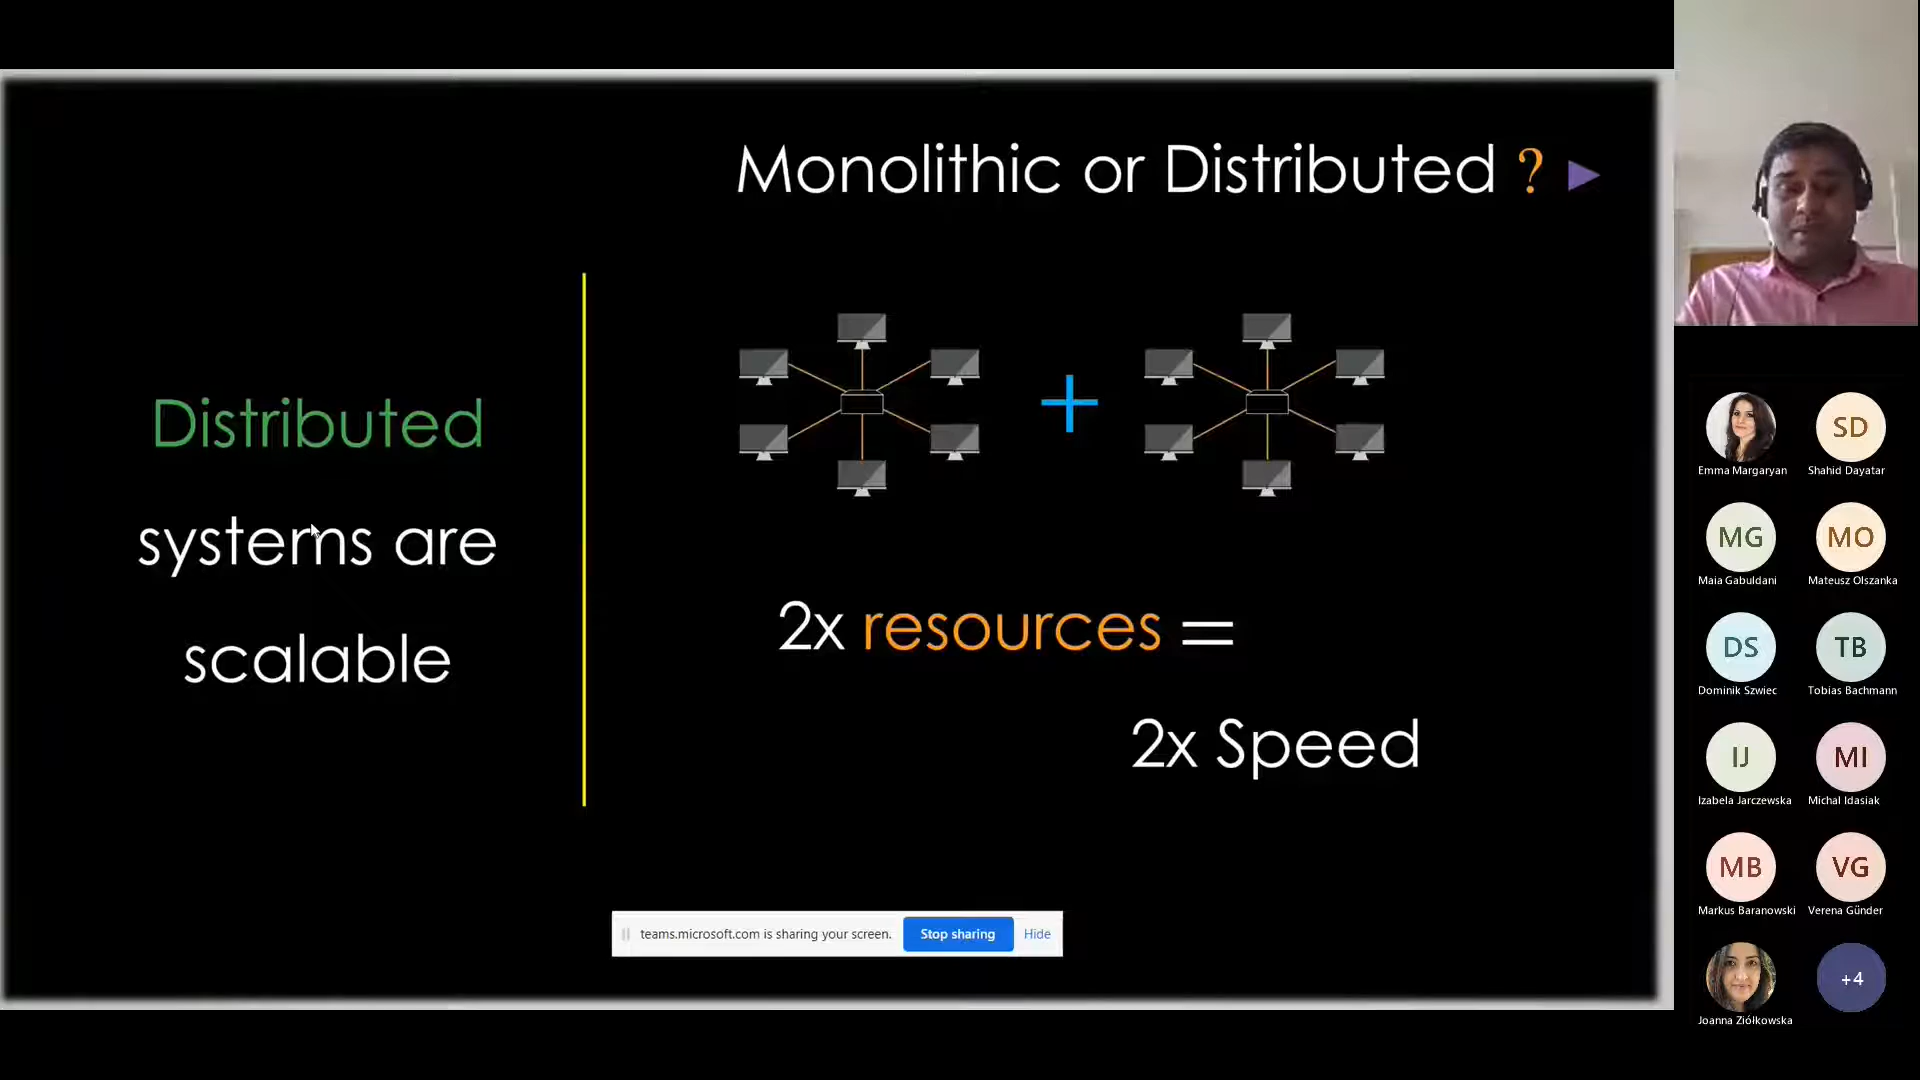 Monolithic or Distributed ?
Distributed
systems are
scalable
2x resources =
2x Speed
teams.microsoft.com is sharing your screen. Stop sharing Hide
SD
Emma Margaryan Shahid Dayatar
MG MO
Maia Gabuldani Mateusz Olszanka
DS TB
Dominik Szwiec Tobias Bachmann
IJ MI
Izabela Jarczewska Michal Idasiak
MB VG
Markus Baranowski Verena Günder
+4
Joanna Ziółkowska